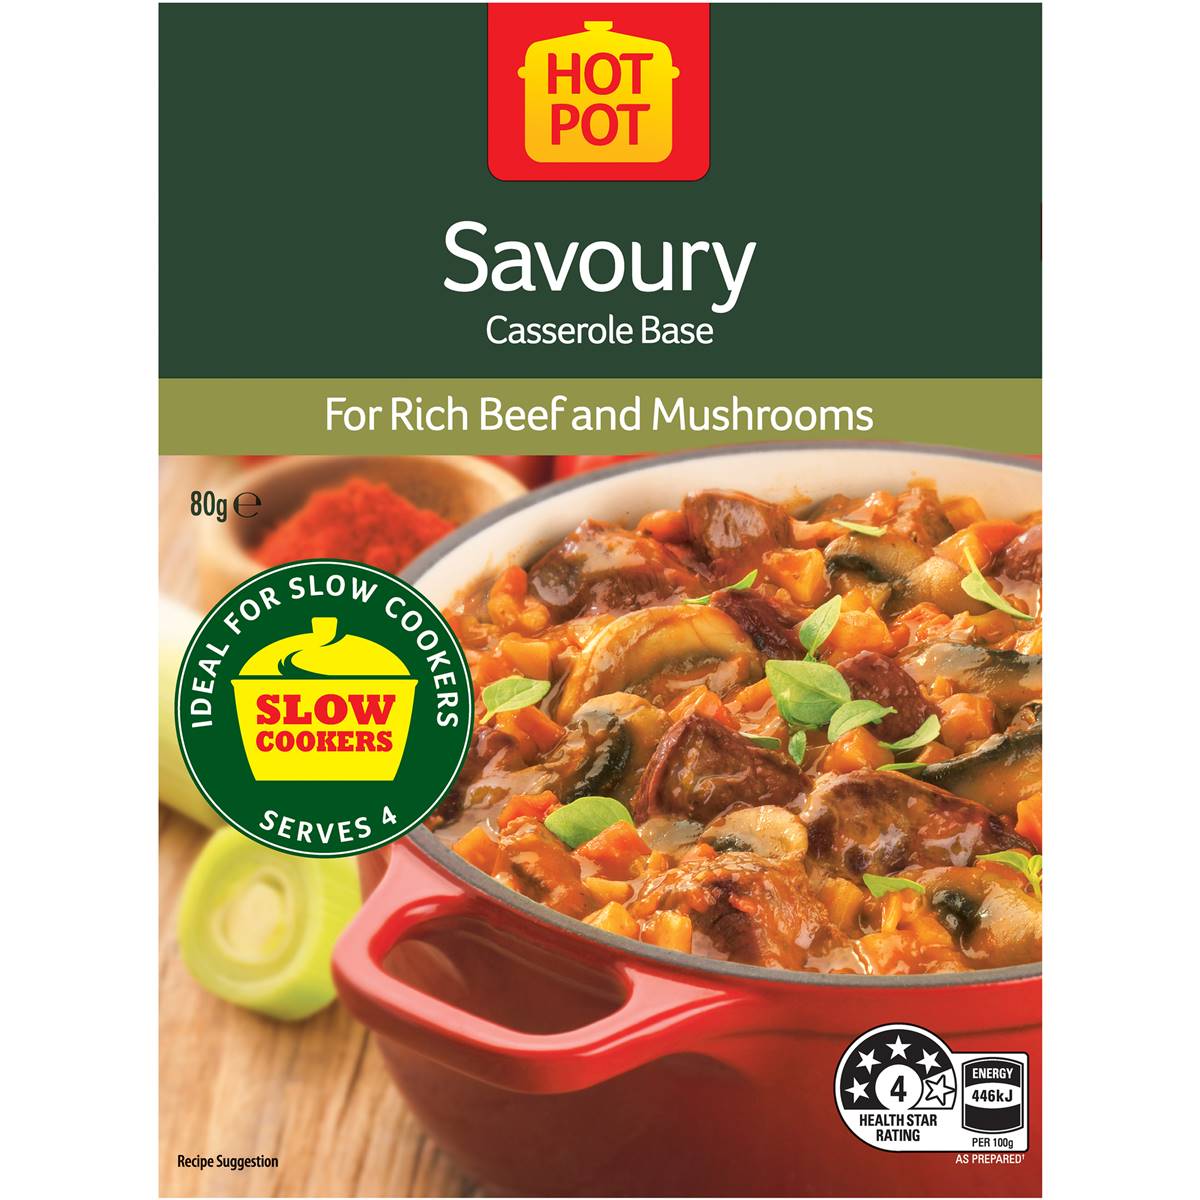 HOT
POT
Savoury
Casserole Base
For Rich Beef and Mushrooms
80g ℮
IDEAL FOR SLOW COOKERS
SLOW
COOKERS
SERVES 4
4
HEALTH STAR
RATING
ENERGY
446kJ
PER 100g
AS PREPARED†
Recipe Suggestion